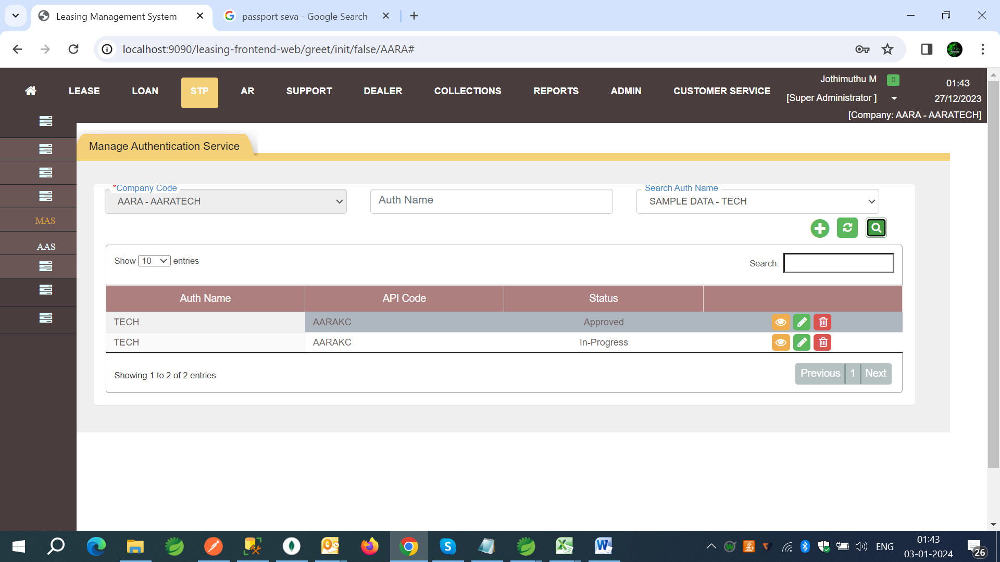 Leasing Management System
passport seva - Google Search
localhost:9090/leasing-frontend-web/greet/init/false/AARA#
LEASE LOAN STP AR SUPPORT DEALER COLLECTIONS REPORTS ADMIN CUSTOMER SERVICE
Jothimuthu M 0
[Super Administrator ]
01:43
27/12/2023
[Company: AARA - AARATECH]
MAS
AAS
Manage Authentication Service
*Company Code
AARA - AARATECH
Auth Name
Search Auth Name
SAMPLE DATA - TECH
Show 10 entries
Search:
Auth Name API Code Status
TECH AARAKC Approved
TECH AARAKC In-Progress
Showing 1 to 2 of 2 entries
Previous 1 Next
ENG
01:43
03-01-2024
26